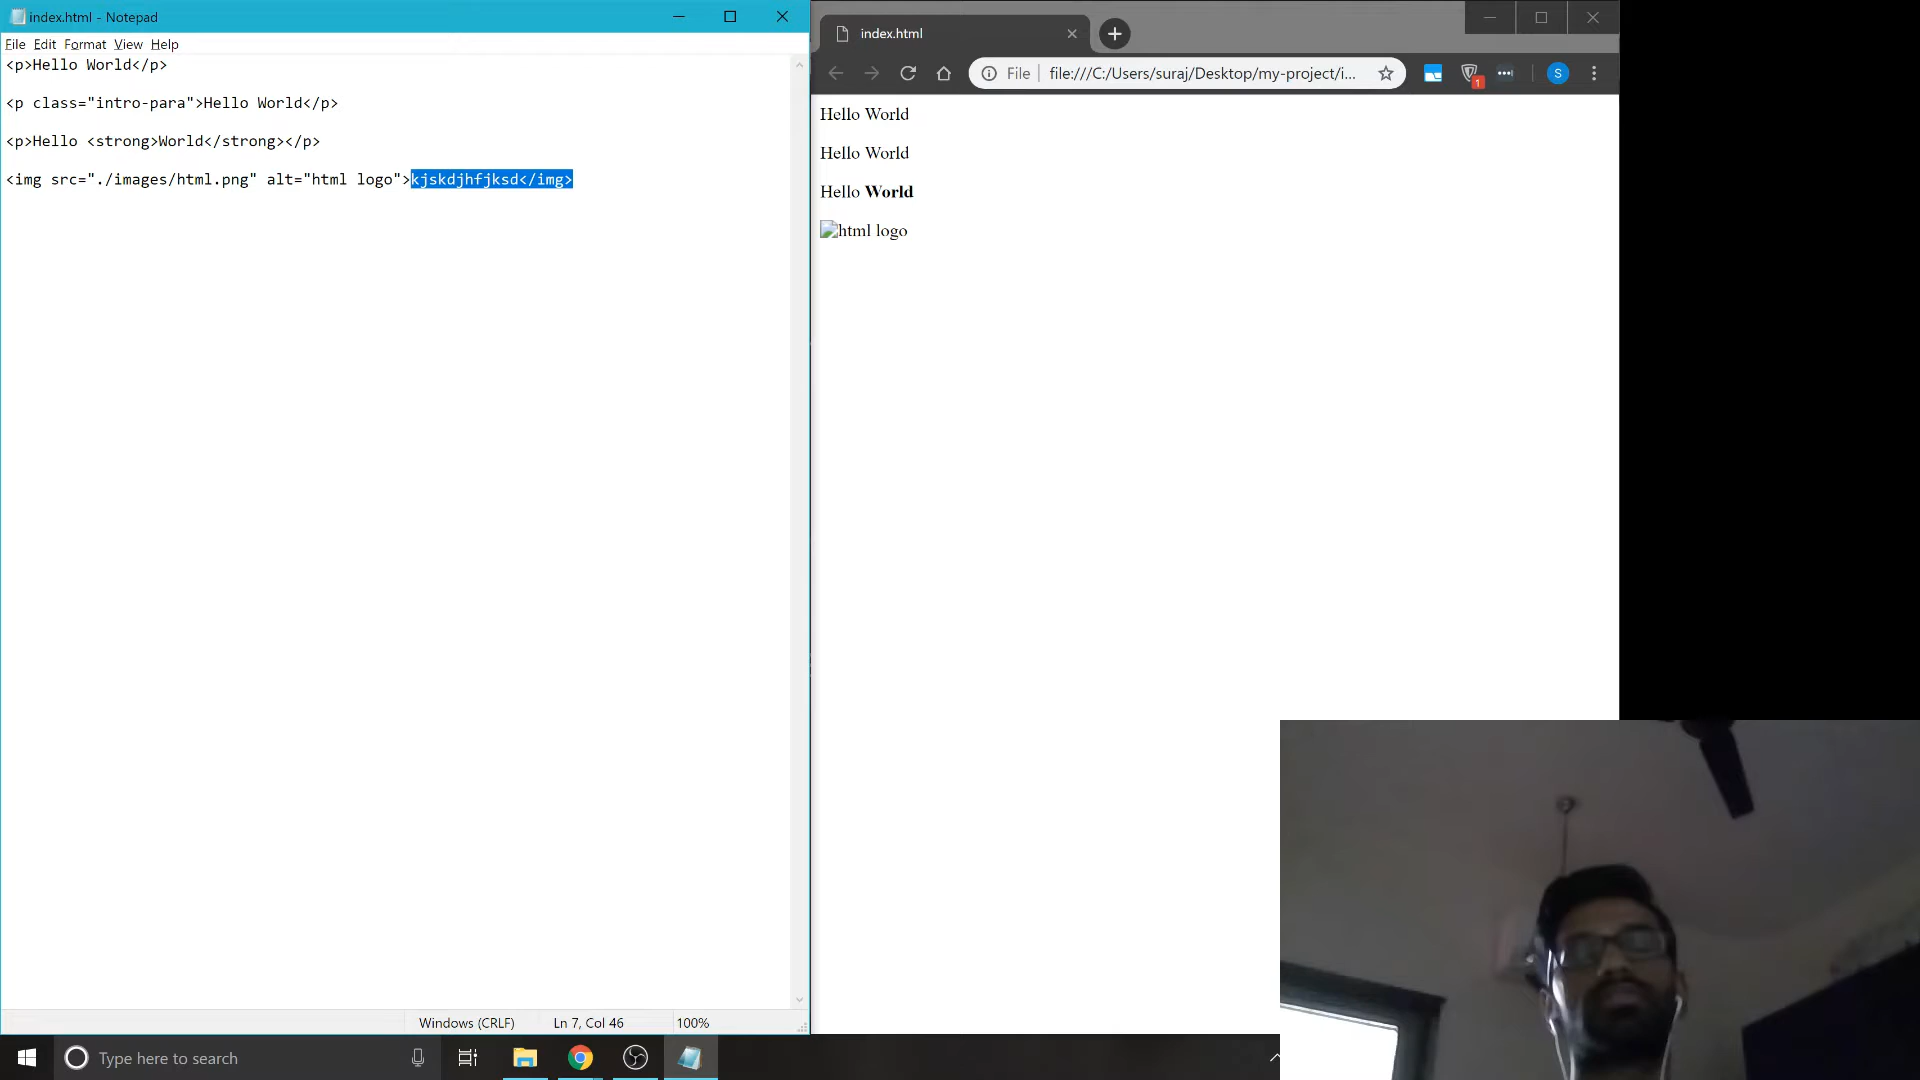 index.html - Notepad
File Edit Format View Help
<p>Hello World</p>
<p class="intro-para">Hello World</p>
<p>Hello <strong>World</strong></p>
<img src="./images/html.png" alt="html logo">kjskdjhfjksd</img>
Windows (CRLF) Ln 7, Col 46 100%
index.html
File file:///C:/Users/suraj/Desktop/my-project/i...
1
S
Hello World
Hello World
Hello World
html logo
Type here to search